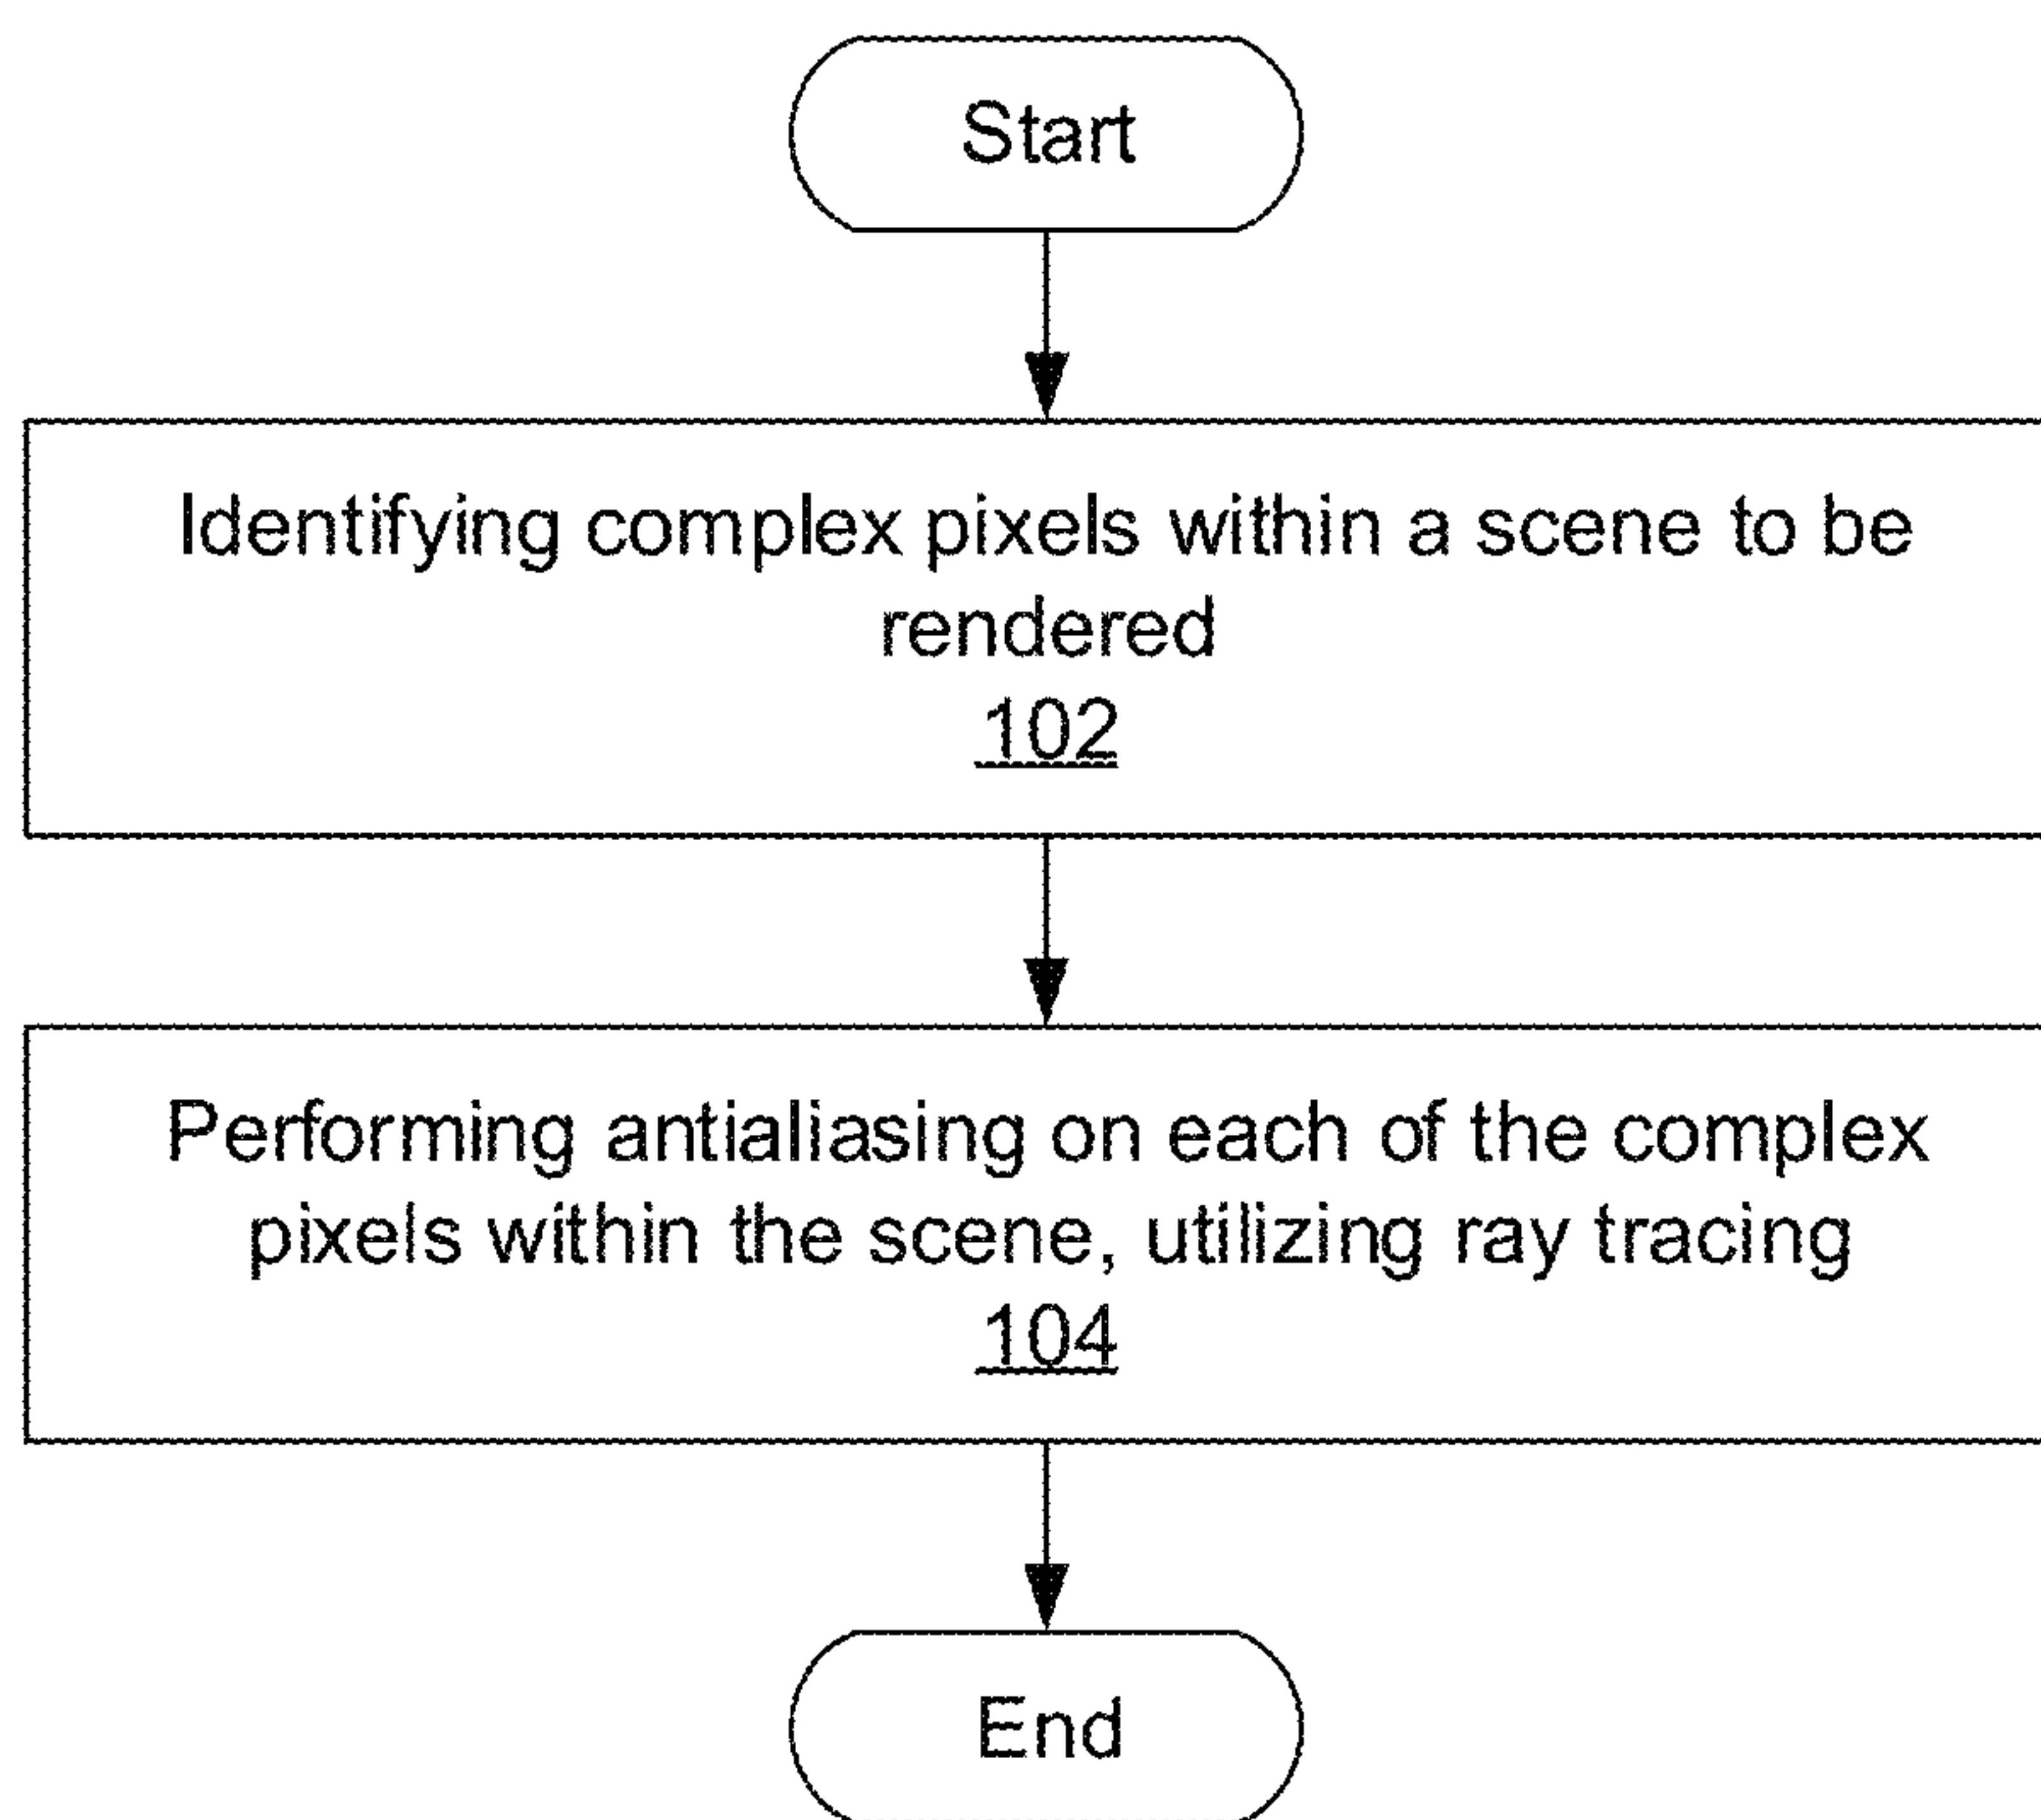 Start
Identifying complex pixels within a scene to be
rendered
102
Performing antialiasing on each of the complex
pixels within the scene, utilizing ray tracing
104
End